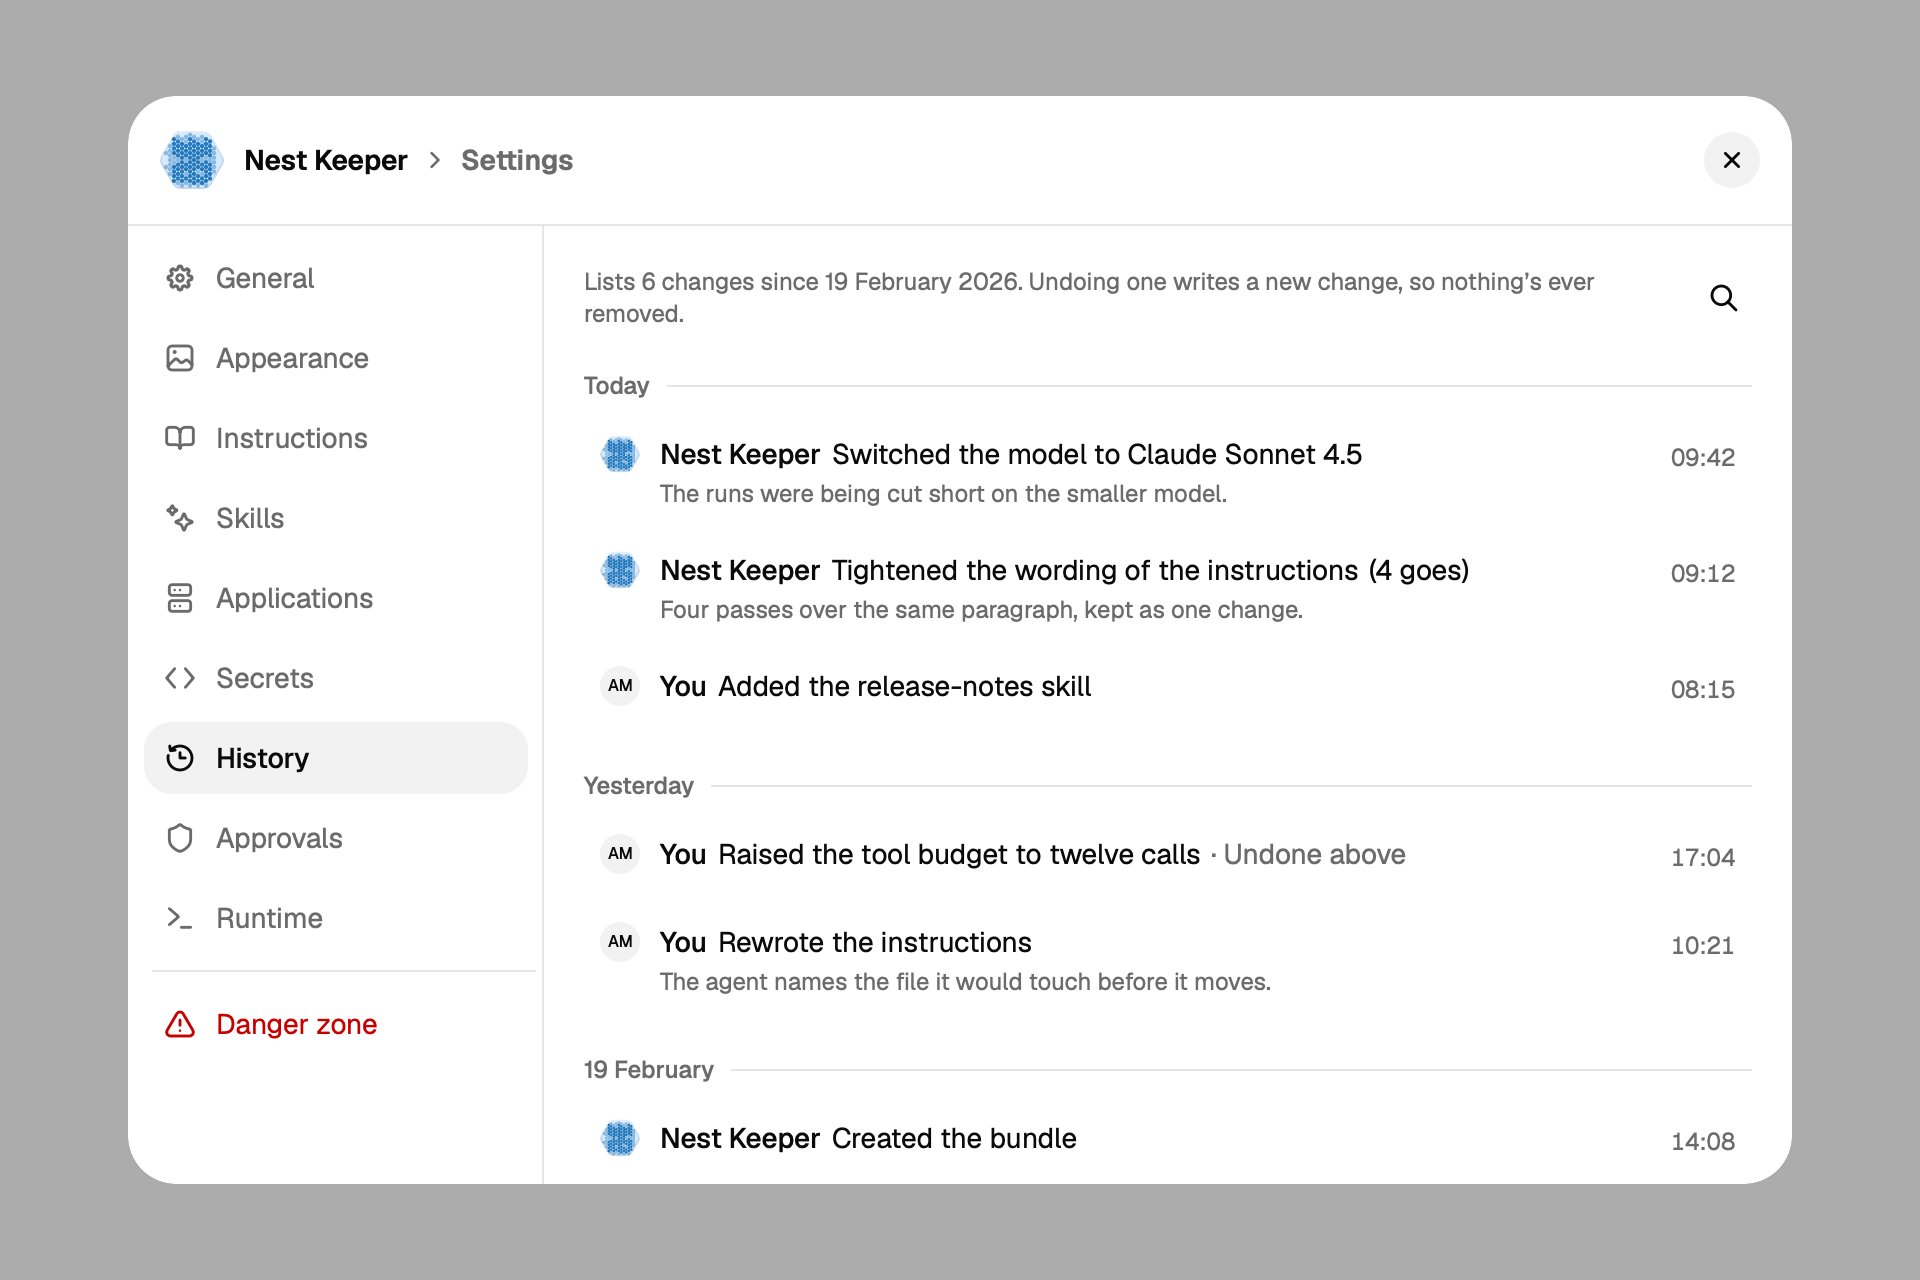 Nest Keeper > Settings
General
Appearance
Instructions
Skills
Applications
Secrets
History
Approvals
Runtime
Danger zone
Lists 6 changes since 19 February 2026. Undoing one writes a new change, so nothing’s ever
removed.
Today
Nest Keeper Switched the model to Claude Sonnet 4.5 09:42
The runs were being cut short on the smaller model.
Nest Keeper Tightened the wording of the instructions (4 goes) 09:12
Four passes over the same paragraph, kept as one change.
AM You Added the release-notes skill 08:15
Yesterday
AM You Raised the tool budget to twelve calls · Undone above 17:04
AM You Rewrote the instructions 10:21
The agent names the file it would touch before it moves.
19 February
Nest Keeper Created the bundle 14:08